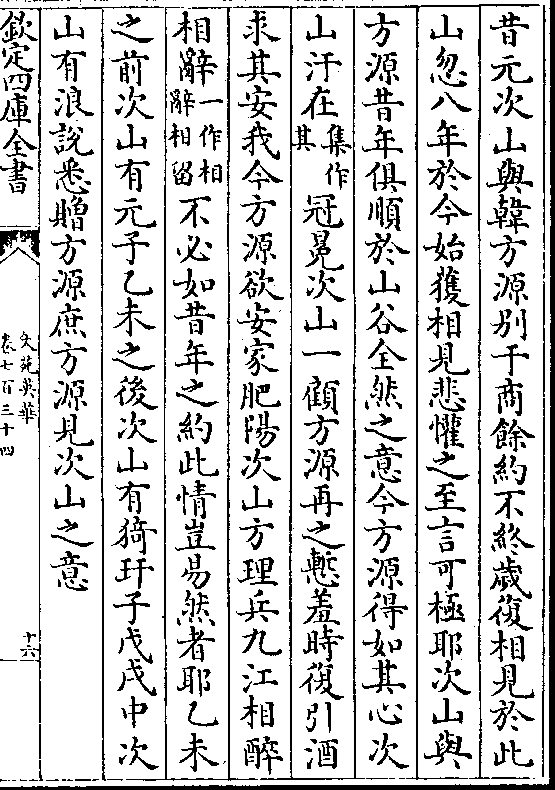 昔元次山與韓方源别于商餘約不終歲復相見於此
山忽八年於今始獲相見悲懽之至言可極耶次山與
方源昔年俱順於山谷全然之意今方源得如其心次
山汗在集作其冠冕次山一顧方源再之慙羞時復引酒
求其安我今方源欲安家肥陽次山方理兵九江相醉
相辭一作相辭相留不必如昔年之約此情豈易然者耶乙未
之前次山有元子乙未之後次山有猗玕子戊戌中次
山有浪說悉贈方源庶方源見次山之意
欽定四庫全書
文苑英華
卷七百三十四
十六